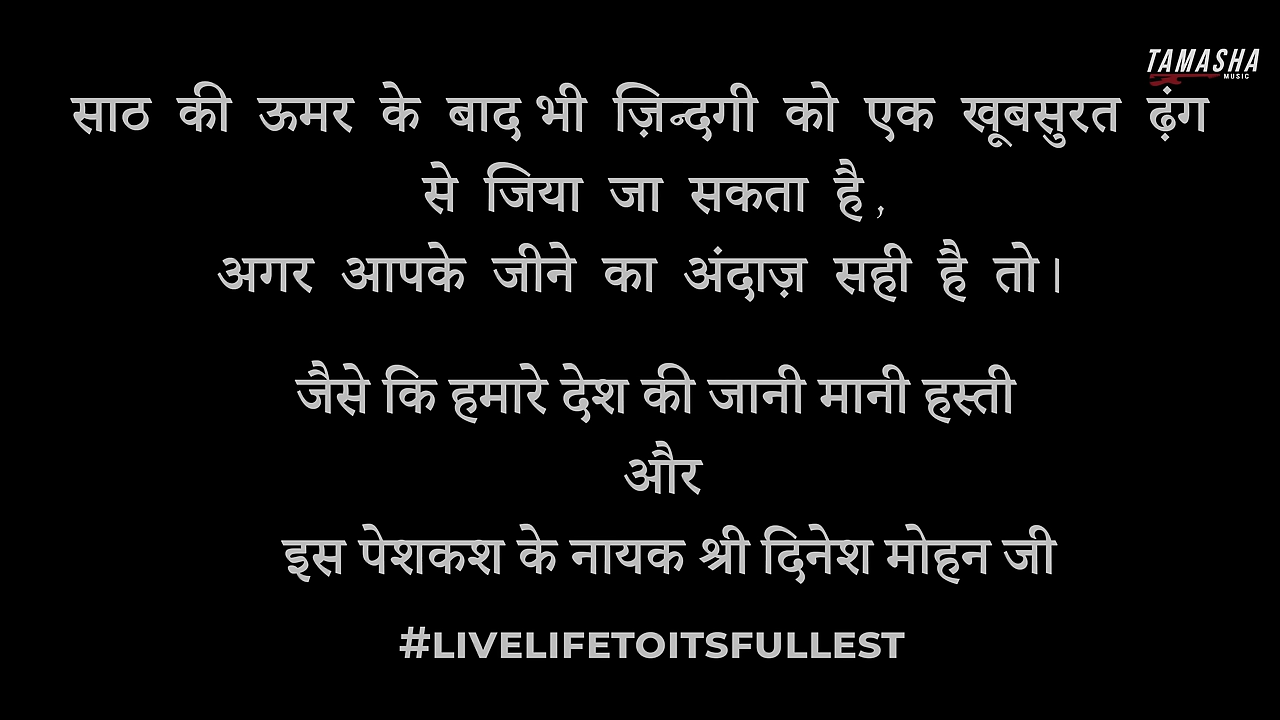 TAMASHA
MUSIC
साठ की ऊमर के बाद भी ज़िन्दगी को एक खूबसुरत ढ़ंग
से जिया जा सकता है ,
अगर आपके जीने का अंदाज़ सही है तो।
जैसे कि हमारे देश की जानी मानी हस्ती
और
इस पेशकश के नायक श्री दिनेश मोहन जी
#LIVELIFETOITSFULLEST